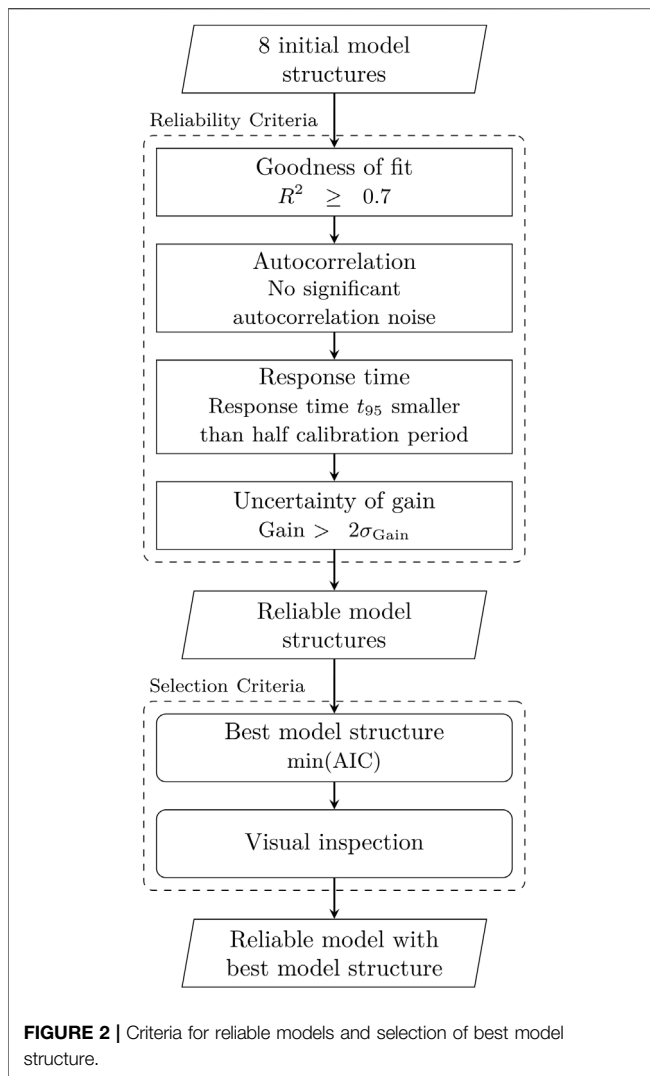 8 initial model
structures
Reliability Criteria
Goodness of fit
R² ≥ 0.7
Autocorrelation
No significant
autocorrelation noise
Response time
Response time t₉₅ smaller
than half calibration period
Uncertainty of gain
Gain > 2σ_Gain
Reliable model
structures
Selection Criteria
Best model structure
min(AIC)
Visual inspection
Reliable model with
best model structure
FIGURE 2 | Criteria for reliable models and selection of best model
structure.